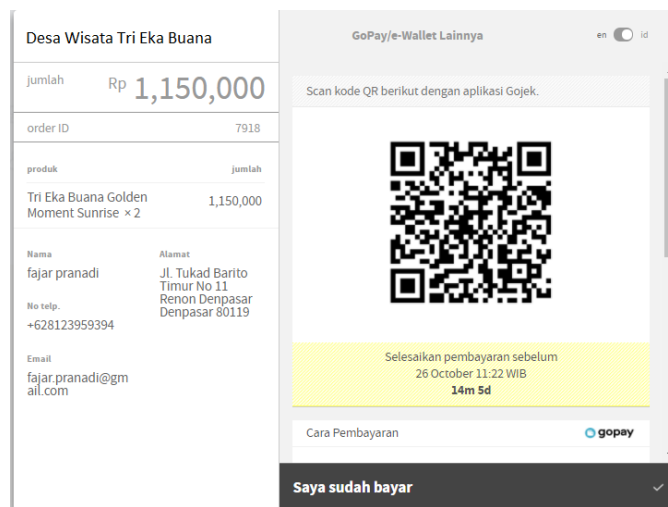 Desa Wisata Tri Eka Buana
jumlah
Rp 1,150,000
order ID 7918
produk jumlah
Tri Eka Buana Golden
Moment Sunrise × 2
1,150,000
Nama
fajar pranadi
No telp.
+628123959394
Email
fajar.pranadi@gm
ail.com
Alamat
Jl. Tukad Barito
Timur No 11
Renon Denpasar
Denpasar 80119
GoPay/e-Wallet Lainnya
en id
Scan kode QR berikut dengan aplikasi Gojek.
Selesaikan pembayaran sebelum
26 October 11:22 WIB
14m 5d
Cara Pembayaran
gopay
Saya sudah bayar